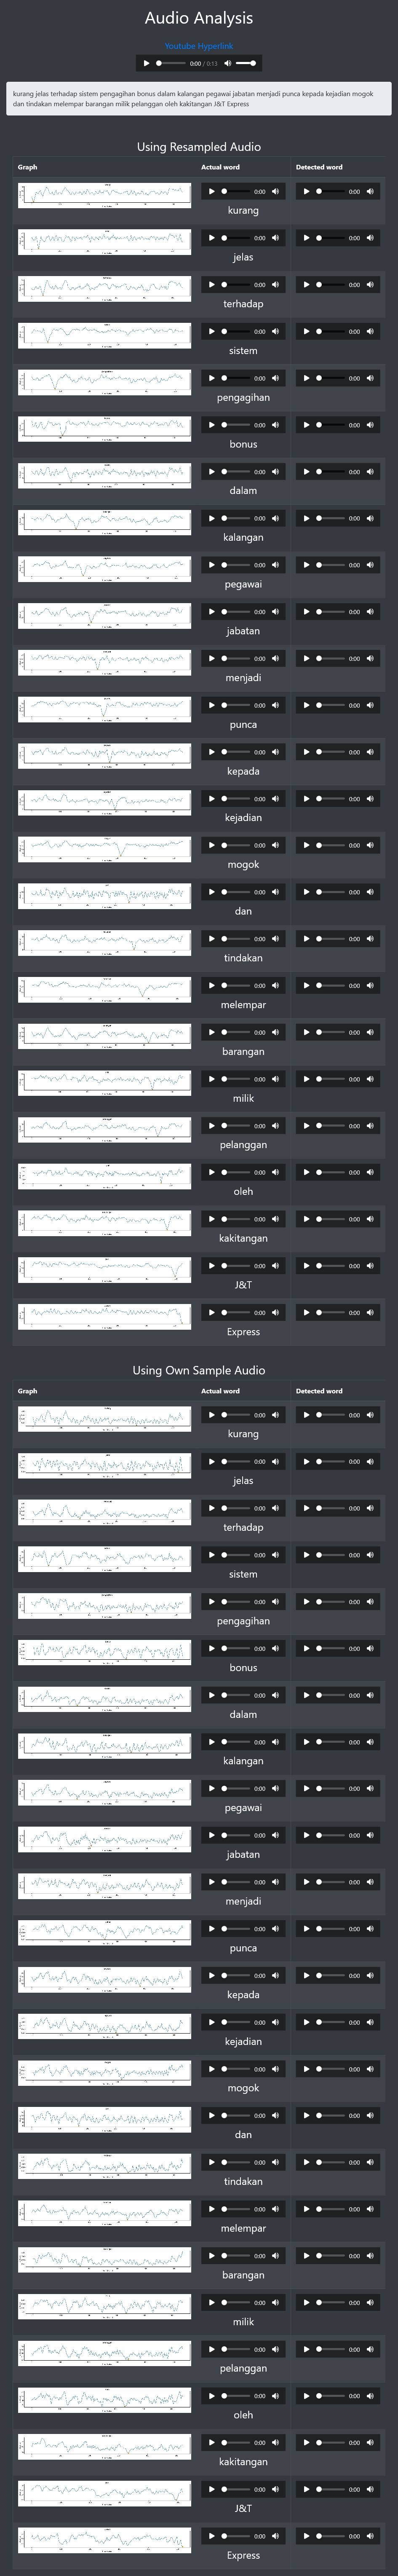 Audio Analysis
Youtube Hyperlink
0:00 / 0:13
kurang jelas terhadap sistem pengagihan bonus dalam kalangan pegawai jabatan menjadi punca kepada kejadian mogok
dan tindakan melempar barangan milik pelanggan oleh kakitangan J&T Express
Using Resampled Audio
Graph Actual word Detected word
0:00 0:00
kurang
0:00 0:00
jelas
0:00 0:00
terhadap
0:00 0:00
sistem
0:00 0:00
pengagihan
0:00 0:00
bonus
0:00 0:00
dalam
0:00 0:00
kalangan
0:00 0:00
pegawai
0:00 0:00
jabatan
0:00 0:00
menjadi
0:00 0:00
punca
0:00 0:00
kepada
0:00 0:00
kejadian
0:00 0:00
mogok
0:00 0:00
dan
0:00 0:00
tindakan
0:00 0:00
melempar
0:00 0:00
barangan
0:00 0:00
milik
0:00 0:00
pelanggan
0:00 0:00
oleh
0:00 0:00
kakitangan
0:00 0:00
J&T
0:00 0:00
Express
Using Own Sample Audio
Graph Actual word Detected word
0:00 0:00
kurang
0:00 0:00
jelas
0:00 0:00
terhadap
0:00 0:00
sistem
0:00 0:00
pengagihan
0:00 0:00
bonus
0:00 0:00
dalam
0:00 0:00
kalangan
0:00 0:00
pegawai
0:00 0:00
jabatan
0:00 0:00
menjadi
0:00 0:00
punca
0:00 0:00
kepada
0:00 0:00
kejadian
0:00 0:00
mogok
0:00 0:00
dan
0:00 0:00
tindakan
0:00 0:00
melempar
0:00 0:00
barangan
0:00 0:00
milik
0:00 0:00
pelanggan
0:00 0:00
oleh
0:00 0:00
kakitangan
0:00 0:00
J&T
0:00 0:00
Express